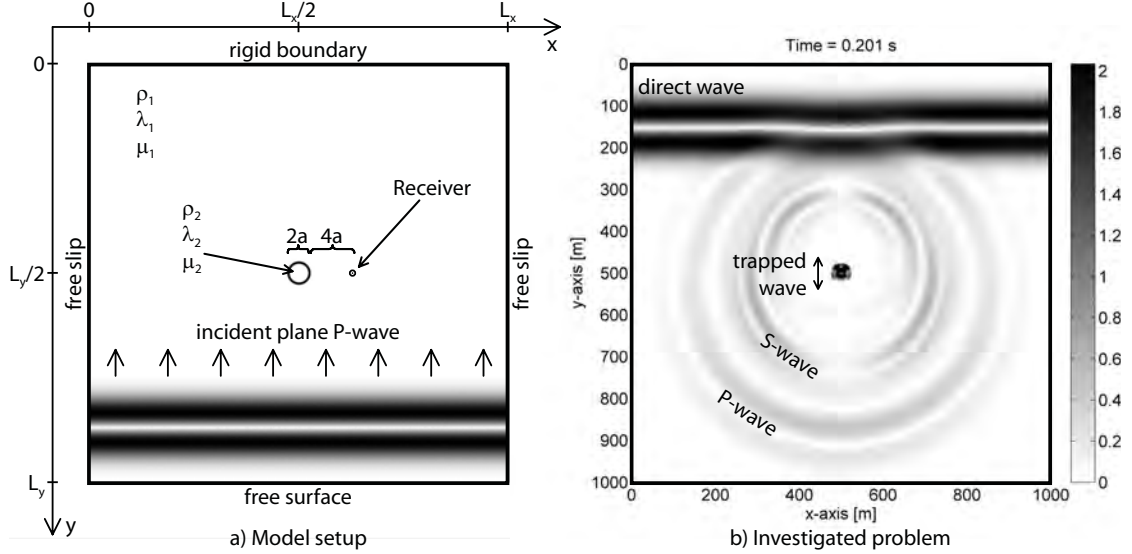 0
Lₓ/2
Lₓ
x
rigid boundary
0
ρ₁
λ₁
μ₁
Receiver
ρ₂
λ₂
μ₂
2a
4a
free slip
L_y/2
free slip
incident plane P-wave
L_y
free surface
y
a) Model setup
Time = 0.201 s
direct wave
trapped
wave
S-wave
P-wave
y-axis [m]
0
100
200
300
400
500
600
700
800
900
1000
0
200
400
600
800
1000
x-axis [m]
2
1.8
1.6
1.4
1.2
1
0.8
0.6
0.4
0.2
0
b) Investigated problem